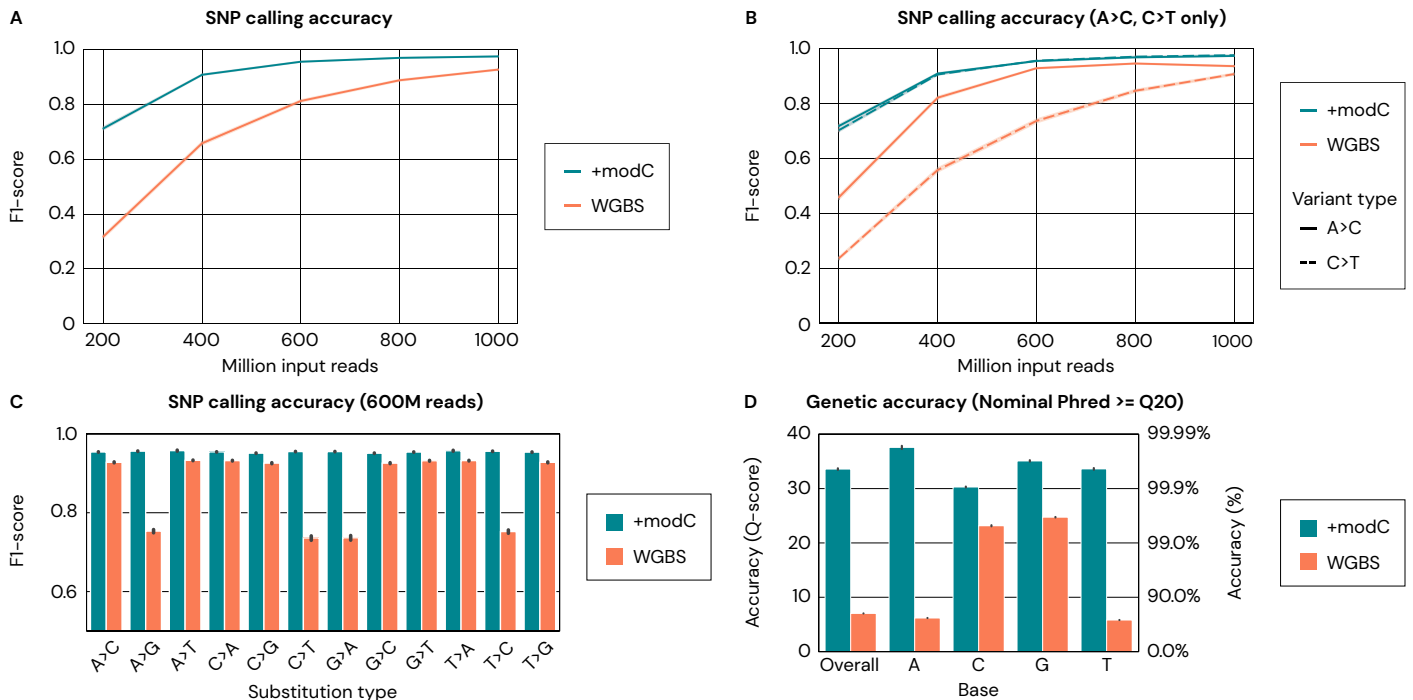 A
SNP calling accuracy
1.0
0.8
0.6
0.4
0.2
0
F1-score
200 400 600 800 1000
Million input reads
+modC
WGBS
B
SNP calling accuracy (A>C, C>T only)
1.0
0.8
0.6
0.4
0.2
0
F1-score
200 400 600 800 1000
Million input reads
+modC
WGBS
Variant type
A>C
C>T
C
SNP calling accuracy (600M reads)
1.0
0.8
0.6
F1-score
A>C A>G A>T C>A C>G C>T G>A G>C G>T T>A T>C T>G
Substitution type
+modC
WGBS
D
Genetic accuracy (Nominal Phred >= Q20)
40
30
20
10
0
Accuracy (Q-score)
99.99%
99.9%
99.0%
90.0%
0.0%
Accuracy (%)
Overall A C G T
Base
+modC
WGBS